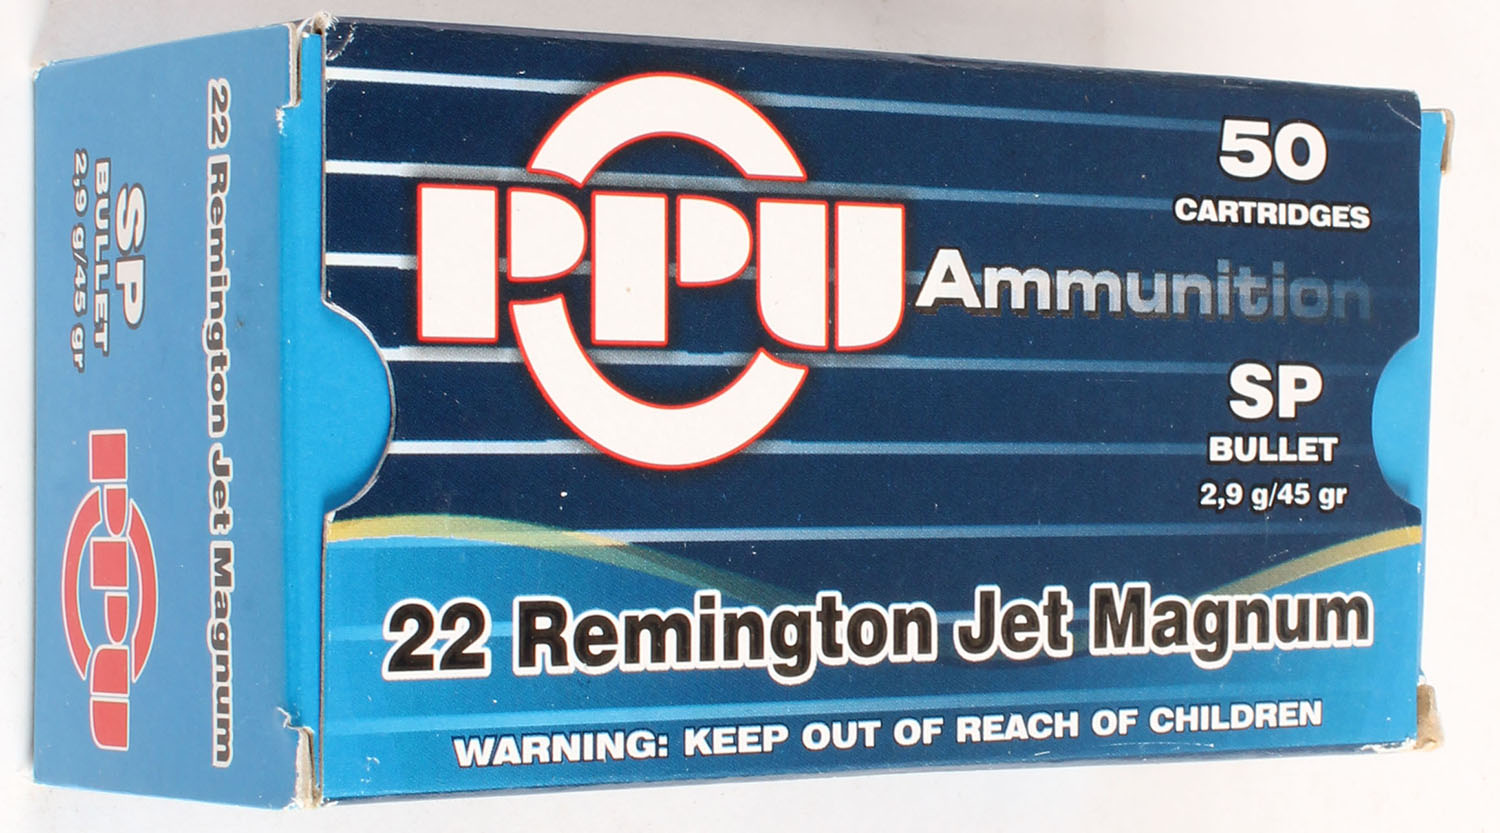 PPU
Ammunition
50
CARTRIDGES
SP
BULLET
2,9 g/45 gr
22 Remington Jet Magnum
WARNING: KEEP OUT OF REACH OF CHILDREN
22 Remington Jet Magnum
SP
BULLET
2,9 g/45 gr
PPU